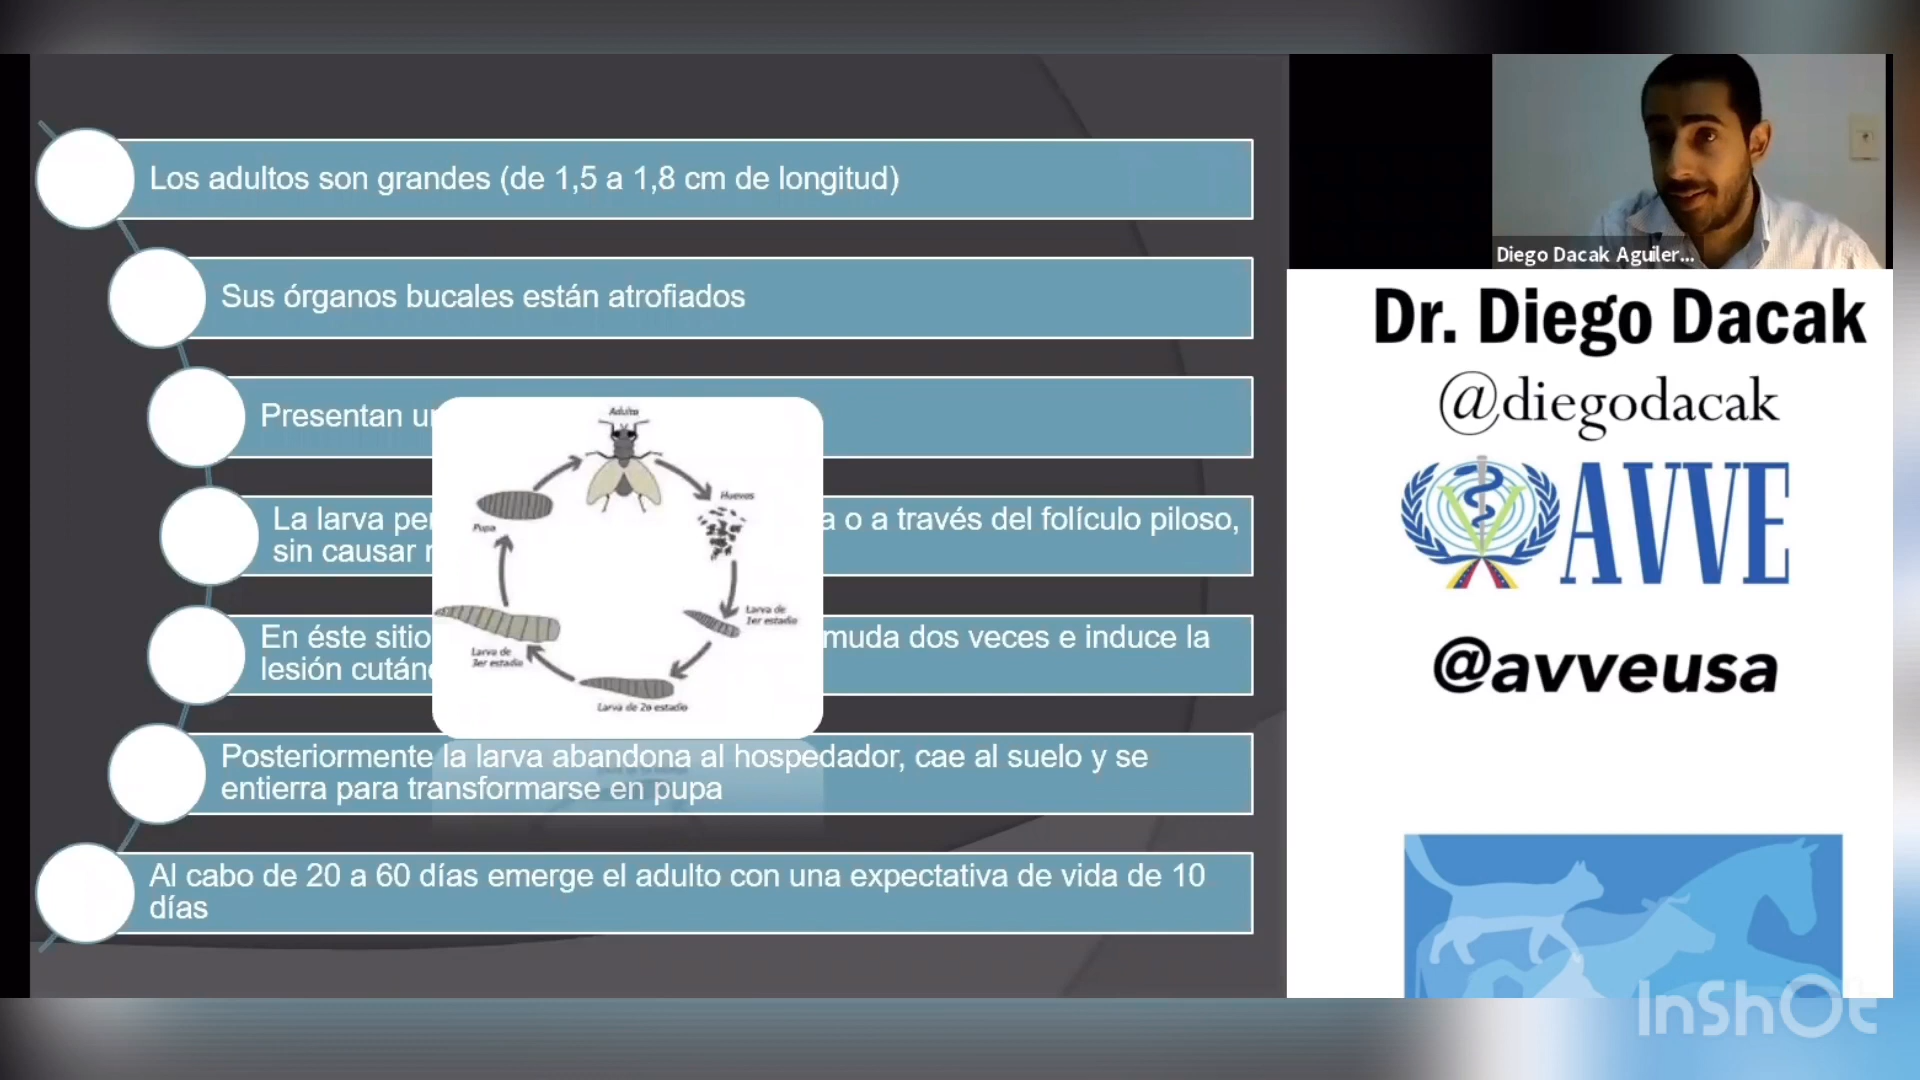 Los adultos son grandes (de 1,5 a 1,8 cm de longitud)
Sus órganos bucales están atrofiados
Presentan
La larva
a o a través del folículo piloso,
sin causar
En éste sitio
muda dos veces e induce la
lesión
Posteriormente la larva abandona al hospedador, cae al suelo y se
entierra para transformarse en pupa
Al cabo de 20 a 60 días emerge el adulto con una expectativa de vida de 10
días
Adulto
Huevos
Larva de
1er estadio
Larva de 2o estadio
Larva de
3er estadio
Pupa
Diego Dacak Aguiler...
Dr. Diego Dacak
@diegodacak
AVVE
@avveusa
InShOt